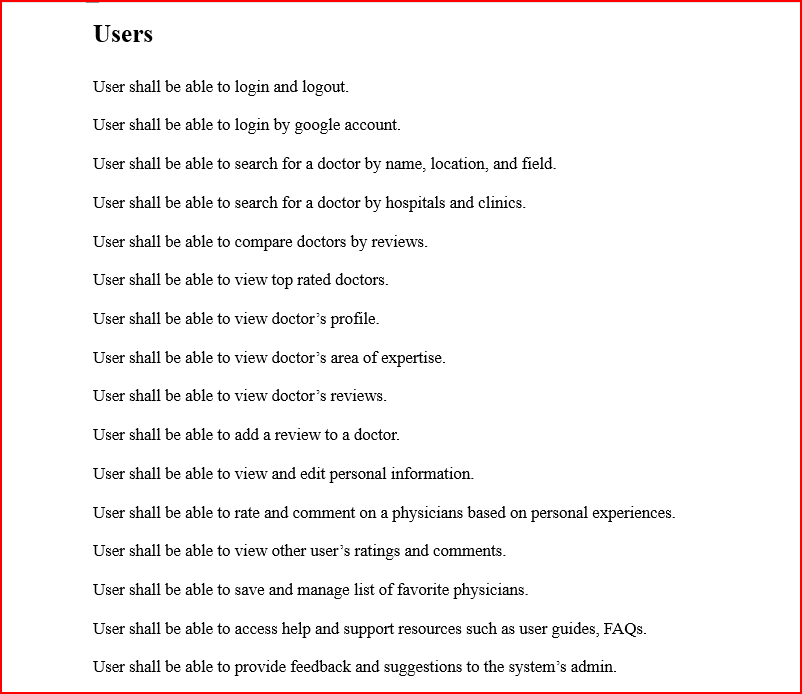 Users
User shall be able to login and logout.
User shall be able to login by google account.
User shall be able to search for a doctor by name, location, and field.
User shall be able to search for a doctor by hospitals and clinics.
User shall be able to compare doctors by reviews.
User shall be able to view top rated doctors.
User shall be able to view doctor’s profile.
User shall be able to view doctor’s area of expertise.
User shall be able to view doctor’s reviews.
User shall be able to add a review to a doctor.
User shall be able to view and edit personal information.
User shall be able to rate and comment on a physicians based on personal experiences.
User shall be able to view other user’s ratings and comments.
User shall be able to save and manage list of favorite physicians.
User shall be able to access help and support resources such as user guides, FAQs.
User shall be able to provide feedback and suggestions to the system’s admin.